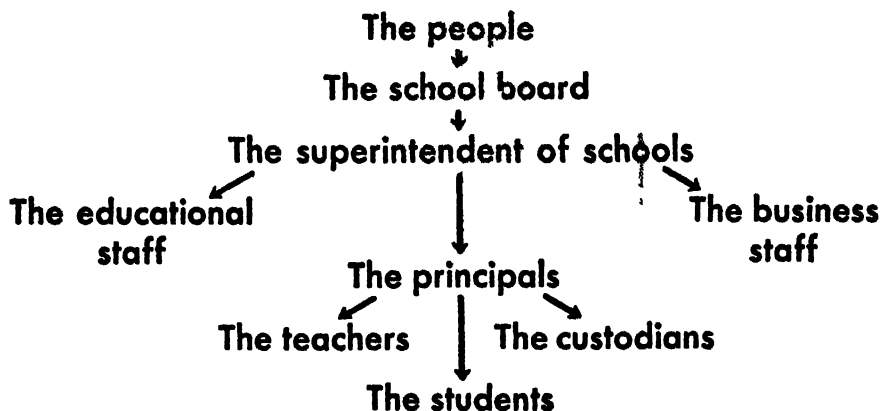 The people
The school board
The superintendent of schools
The educational
staff
The business
staff
The principals
The teachers
The custodians
The students